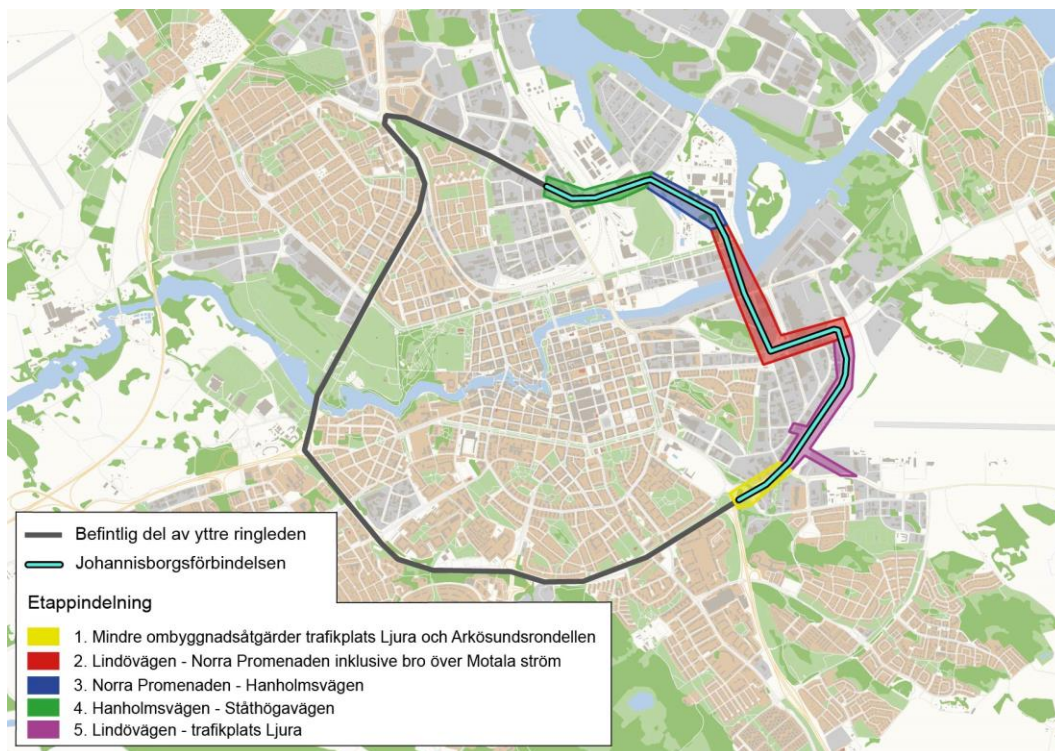 Befintlig del av yttre ringleden
Johannisborgsförbindelsen
Etappindelning
1. Mindre ombyggnadsåtgärder trafikplats Ljura och Arkösundsrondellen
2. Lindövägen - Norra Promenaden inklusive bro över Motala ström
3. Norra Promenaden - Hanholmsvägen
4. Hanholmsvägen - Ståthögavägen
5. Lindövägen - trafikplats Ljura